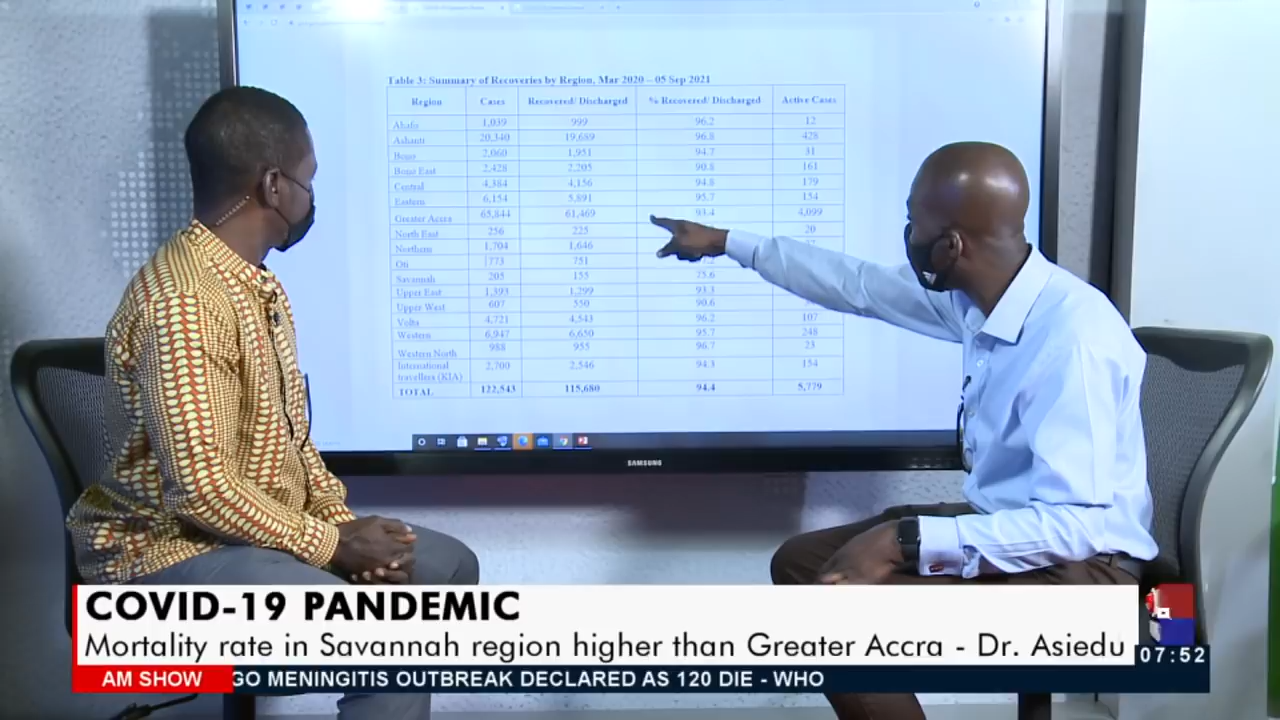 Table 3: Summary of Recoveries by Region, Mar 2020 – 05 Sep 2021
Region Cases Recovered/ Discharged % Recovered/ Discharged Active Cases
Ahafo 1,039 999 96.2 12
Ashanti 20,340 19,689 96.8 428
Bono 2,060 1,951 94.7 31
Bono East 2,428 2,205 90.8 161
Central 4,384 4,156 94.8 179
Eastern 6,154 5,891 95.7 154
Greater Accra 65,844 61,469 93.4 4,099
North East 256 225 20
Northern 1,704 1,646
Oti 773 751
Savannah 205 155 75.6
Upper East 1,393 1,299 93.3
Upper West 607 550 90.6
Volta 4,721 4,543 96.2 107
Western 6,947 6,650 95.7 248
Western North 988 955 96.7 23
International travellers (KIA) 2,700 2,546 94.3 154
TOTAL 122,543 115,680 94.4 5,779
SAMSUNG
COVID-19 PANDEMIC
Mortality rate in Savannah region higher than Greater Accra - Dr. Asiedu
07:52
AM SHOW GO MENINGITIS OUTBREAK DECLARED AS 120 DIE - WHO